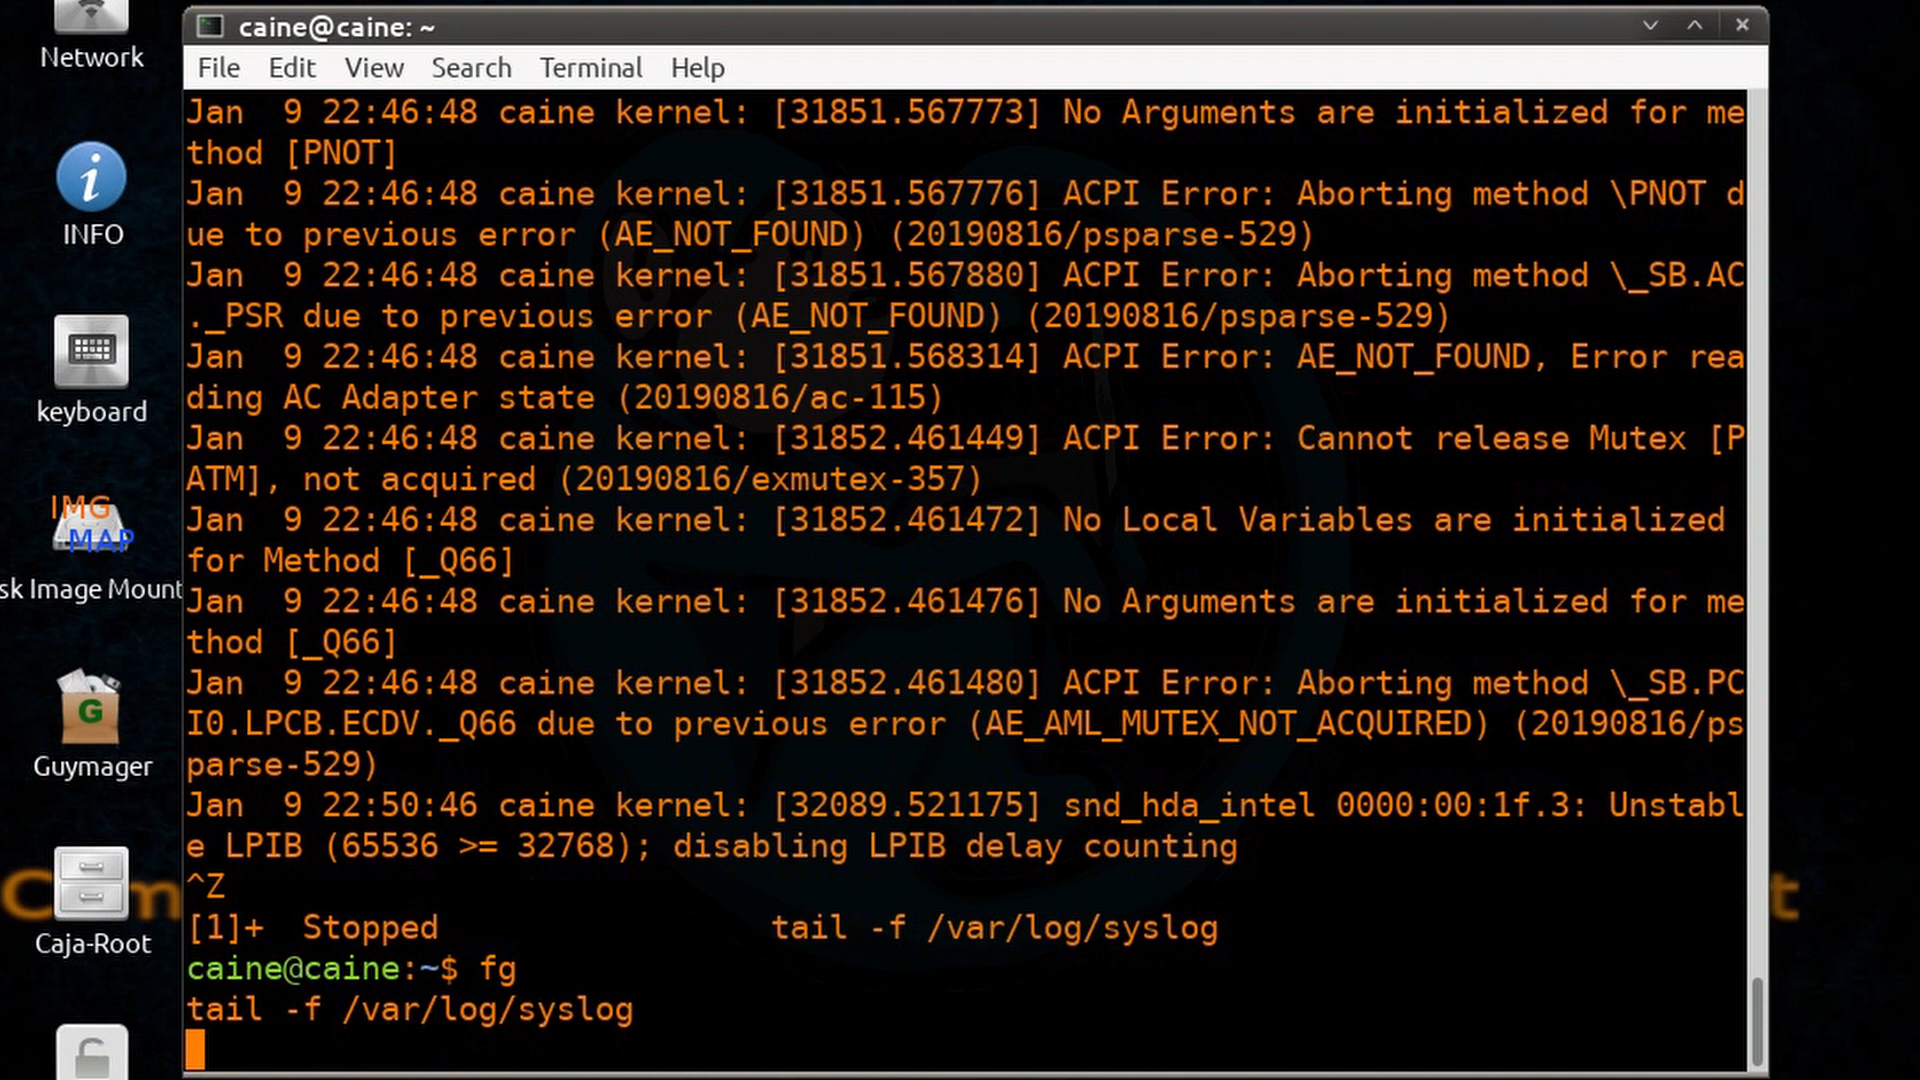 caine@caine: ~
File Edit View Search Terminal Help
Jan  9 22:46:48 caine kernel: [31851.567773] No Arguments are initialized for me
thod [PNOT]
Jan  9 22:46:48 caine kernel: [31851.567776] ACPI Error: Aborting method \PNOT d
ue to previous error (AE_NOT_FOUND) (20190816/psparse-529)
Jan  9 22:46:48 caine kernel: [31851.567880] ACPI Error: Aborting method \_SB.AC
._PSR due to previous error (AE_NOT_FOUND) (20190816/psparse-529)
Jan  9 22:46:48 caine kernel: [31851.568314] ACPI Error: AE_NOT_FOUND, Error rea
ding AC Adapter state (20190816/ac-115)
Jan  9 22:46:48 caine kernel: [31852.461449] ACPI Error: Cannot release Mutex [P
ATM], not acquired (20190816/exmutex-357)
Jan  9 22:46:48 caine kernel: [31852.461472] No Local Variables are initialized
for Method [_Q66]
Jan  9 22:46:48 caine kernel: [31852.461476] No Arguments are initialized for me
thod [_Q66]
Jan  9 22:46:48 caine kernel: [31852.461480] ACPI Error: Aborting method \_SB.PC
I0.LPCB.ECDV._Q66 due to previous error (AE_AML_MUTEX_NOT_ACQUIRED) (20190816/ps
parse-529)
Jan  9 22:50:46 caine kernel: [32089.521175] snd_hda_intel 0000:00:1f.3: Unstabl
e LPIB (65536 >= 32768); disabling LPIB delay counting
^Z
[1]+  Stopped                 tail -f /var/log/syslog
caine@caine:~$ fg
tail -f /var/log/syslog
Network
INFO
keyboard
IMG
MAP
sk Image Mount
G
Guymager
Caja-Root